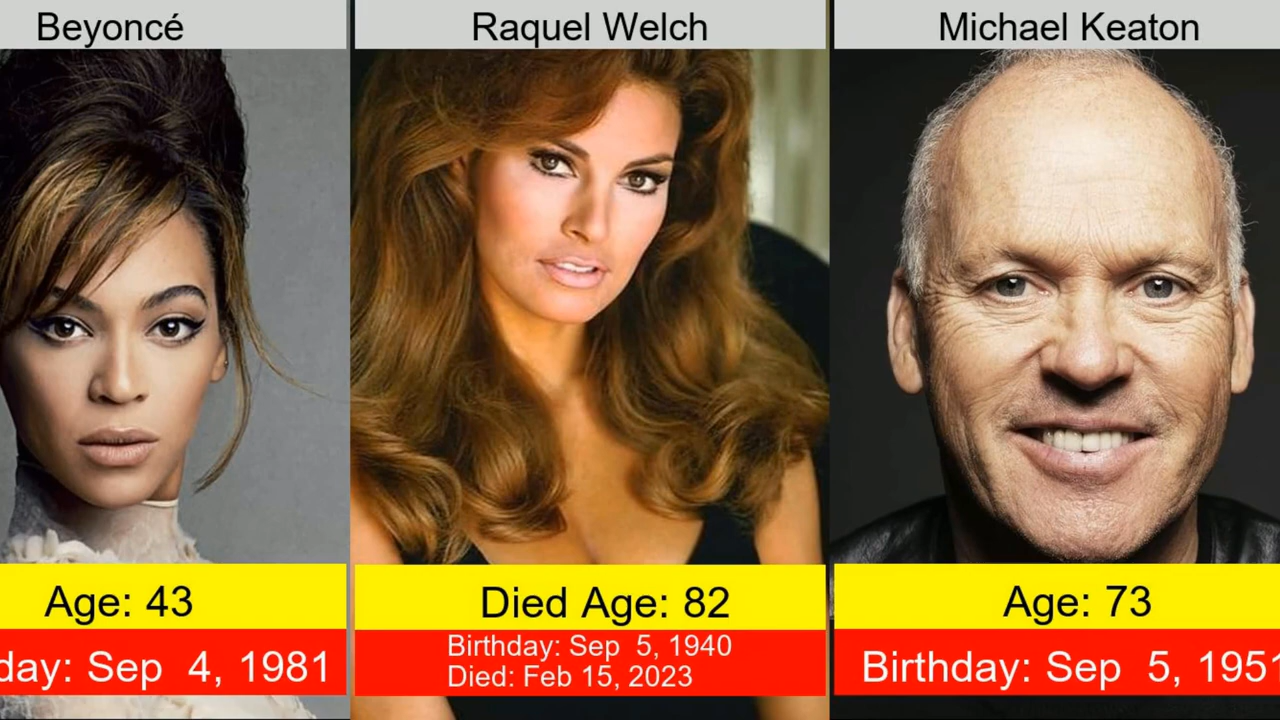 Beyoncé
Age: 43
day: Sep  4, 1981
Raquel Welch
Died Age: 82
Birthday: Sep  5, 1940
Died: Feb 15, 2023
Michael Keaton
Age: 73
Birthday: Sep  5, 1951